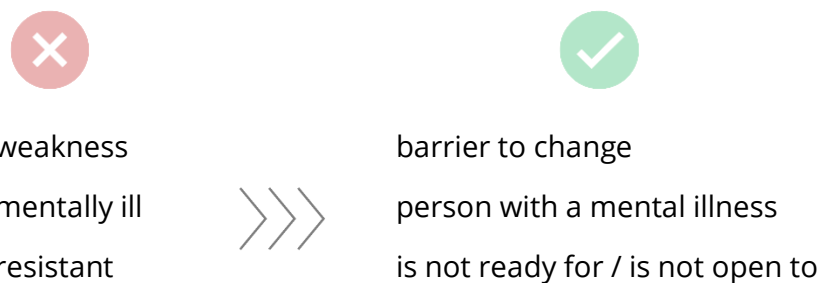 weakness
barrier to change
mentally ill
person with a mental illness
resistant
is not ready for / is not open to